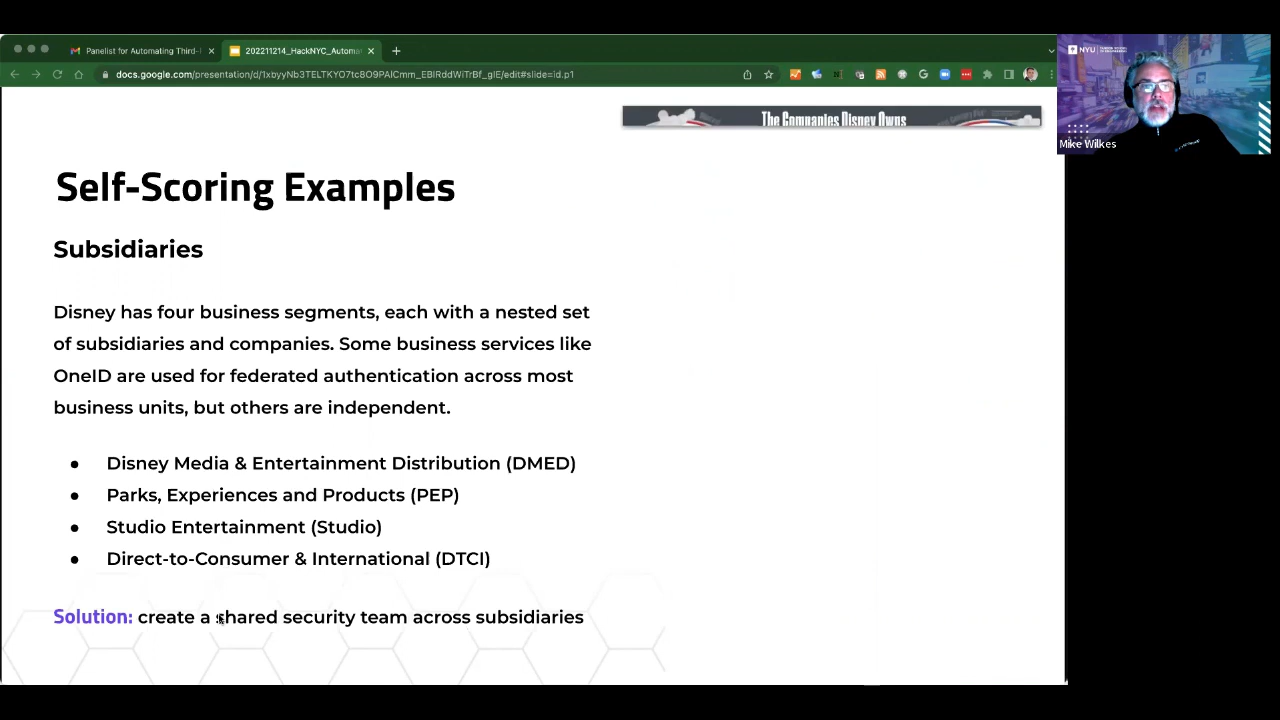 Panelist for Automating Third-
202211214_HackNYC_Automa
docs.google.com/presentation/d/1xbyyNb3TELTKYO7tc8O9PAlCmm_EBlRddWiTrBf_glE/edit#slide=id.p1
NYU
Mike Wilkes
The Companies Disney Owns
Self-Scoring Examples
Subsidiaries
Disney has four business segments, each with a nested set
of subsidiaries and companies. Some business services like
OneID are used for federated authentication across most
business units, but others are independent.
● Disney Media & Entertainment Distribution (DMED)
● Parks, Experiences and Products (PEP)
● Studio Entertainment (Studio)
● Direct-to-Consumer & International (DTCI)
Solution: create a shared security team across subsidiaries